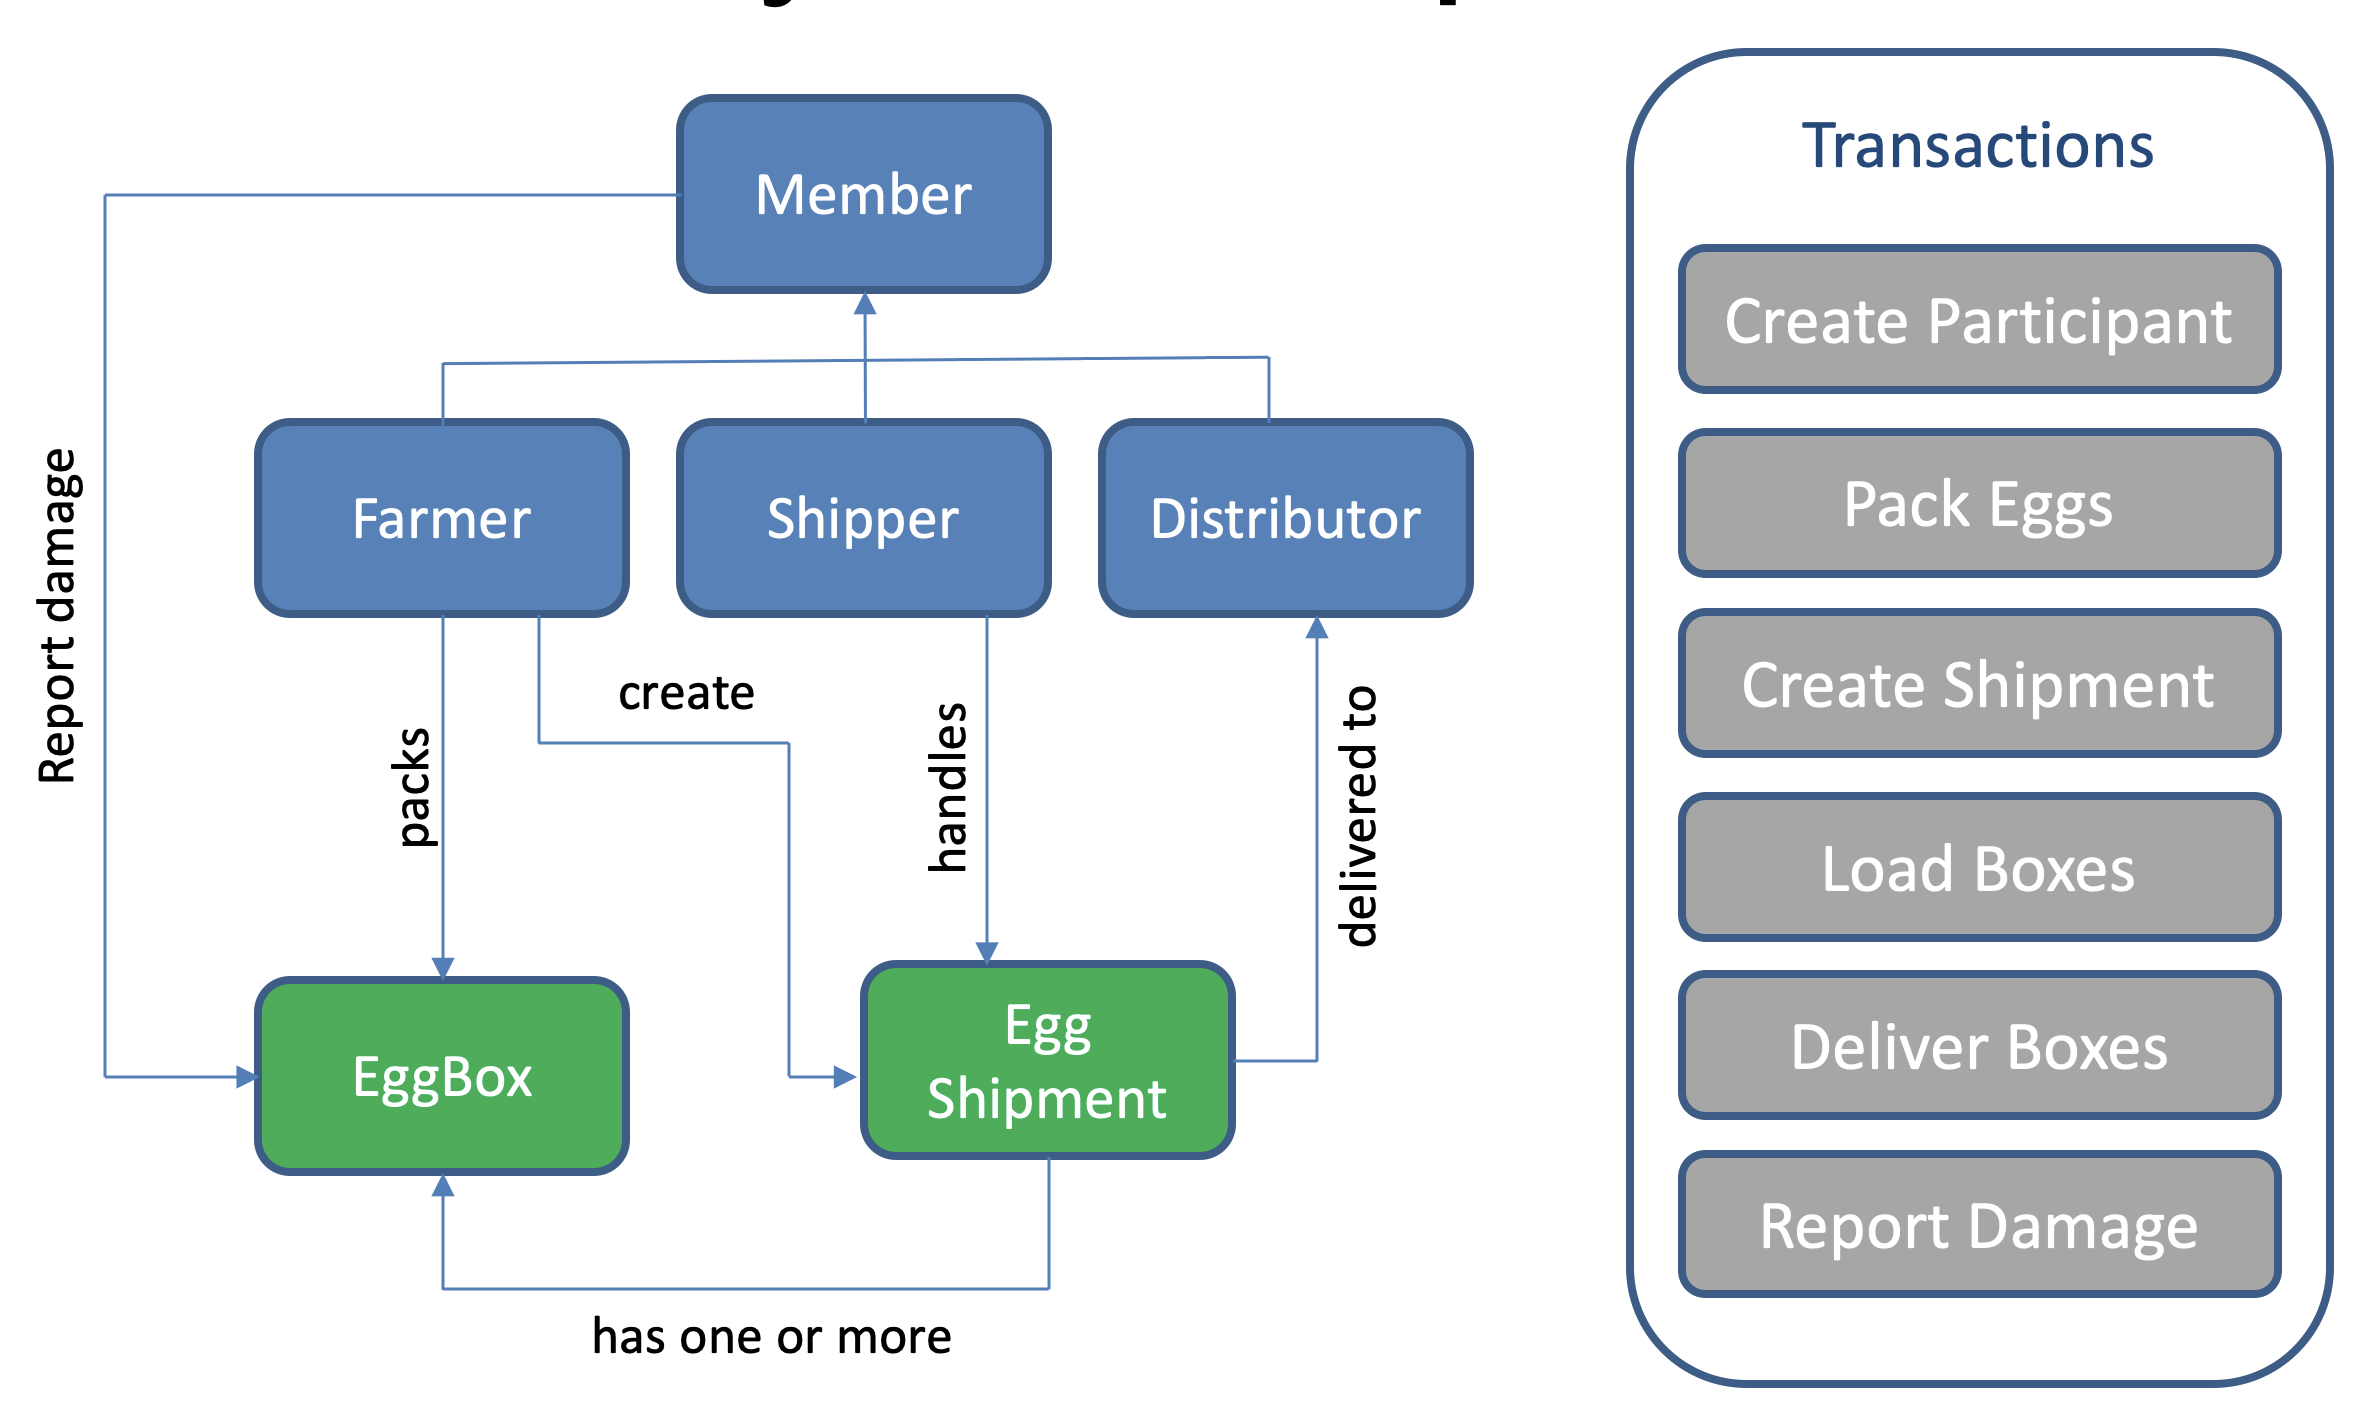 Transactions
Member
Create Participant
Farmer
Shipper
Distributor
Pack Eggs
Report damage
create
packs
handles
delivered to
Create Shipment
Load Boxes
EggBox
Egg
Shipment
Deliver Boxes
Report Damage
has one or more